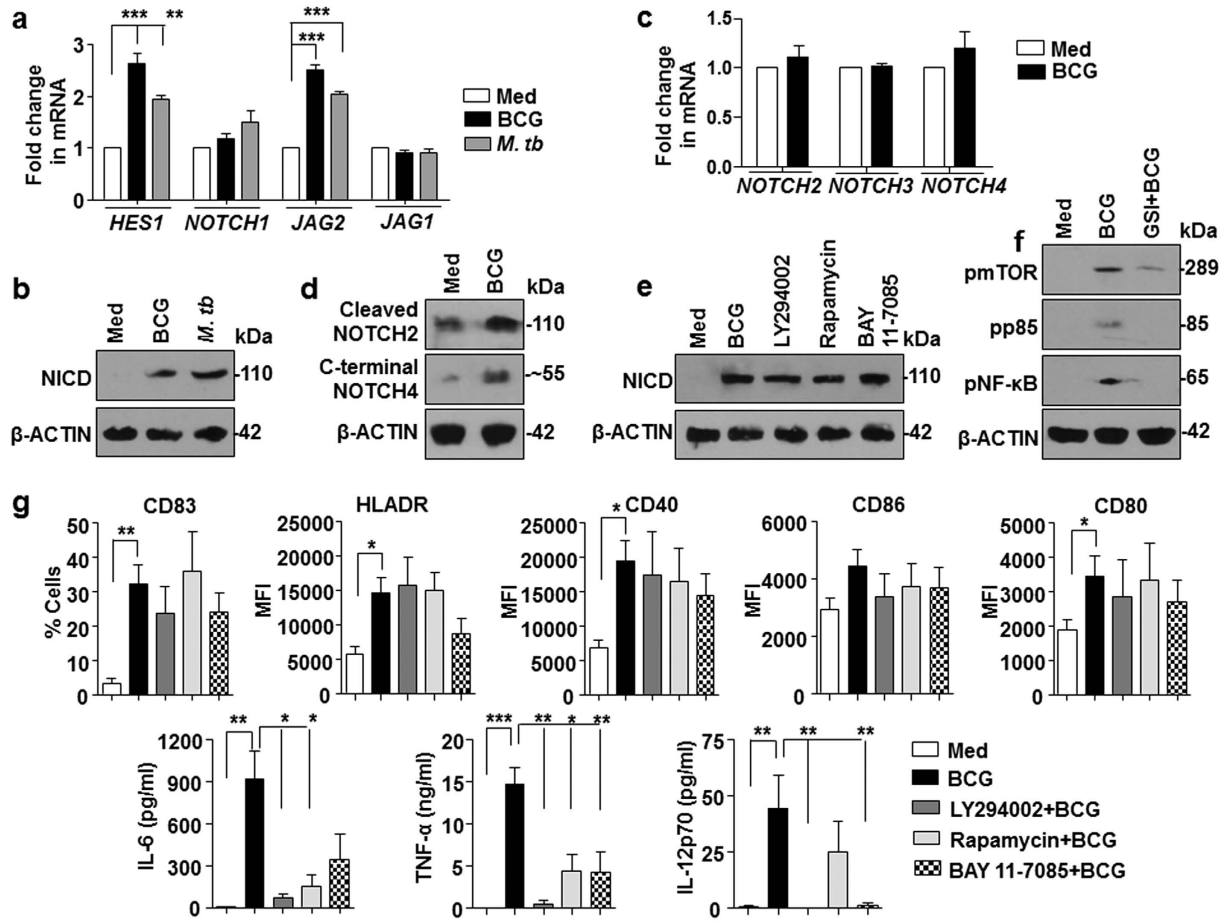 a
*** **
***
***
Fold change
in mRNA
3
2
1
0
HES1 NOTCH1 JAG2 JAG1
Med
BCG
M. tb
c
Fold change
in mRNA
1.5
1.0
0.5
0.0
NOTCH2 NOTCH3 NOTCH4
Med
BCG
b
Med BCG M. tb
kDa
NICD -110
β-ACTIN -42
d
Med BCG kDa
Cleaved
NOTCH2 -110
C-terminal
NOTCH4 -~55
β-ACTIN -42
e
Med BCG LY294002 Rapamycin BAY
11-7085
kDa
NICD -110
β-ACTIN -42
f
Med BCG GSI+BCG
kDa
pmTOR -289
pp85 -85
pNF-κB -65
β-ACTIN -42
g
CD83
% Cells
50
40
30
20
10
0
**
HLADR
MFI
25000
20000
15000
10000
5000
0
*
CD40
MFI
25000
20000
15000
10000
5000
0
*
CD86
MFI
6000
4000
2000
0
CD80
MFI
5000
4000
3000
2000
1000
0
*
IL-6 (pg/ml)
1200
900
600
300
0
** * *
TNF-α (ng/ml)
20
15
10
5
0
*** ** * **
IL-12p70 (pg/ml)
75
50
25
0
** ** **
Med
BCG
LY294002+BCG
Rapamycin+BCG
BAY 11-7085+BCG